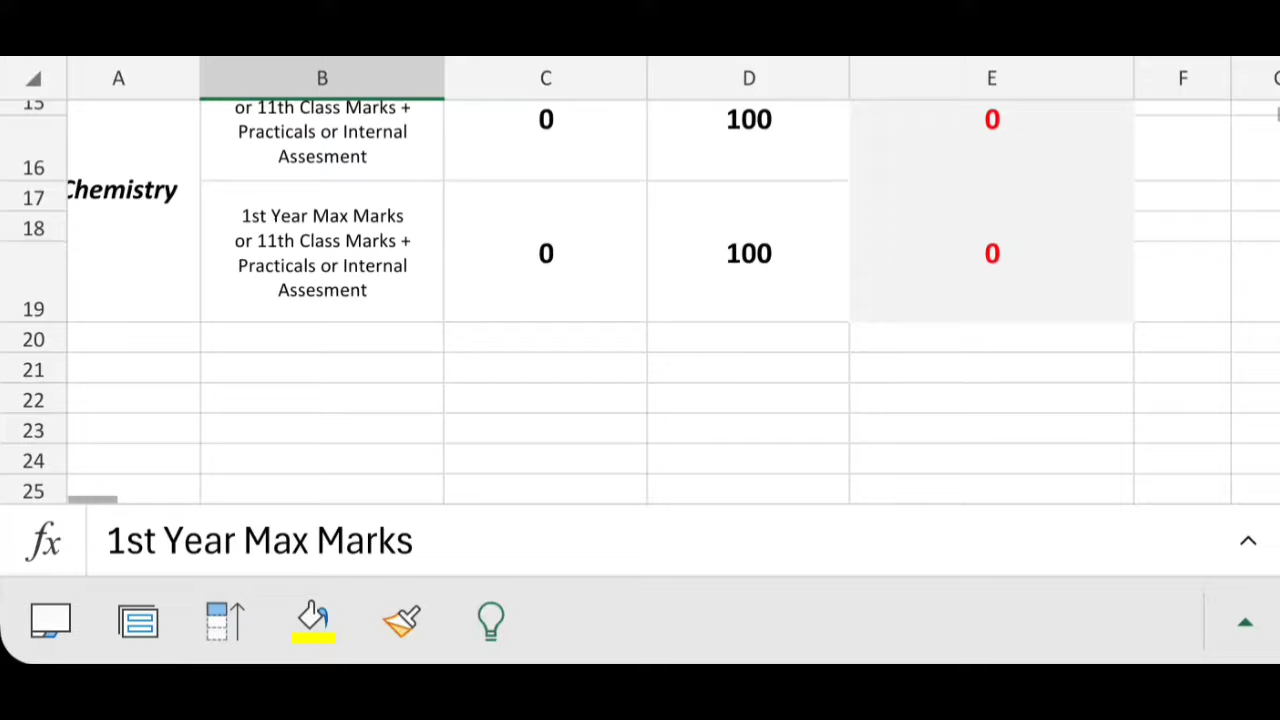 A B C D E F
15
or 11th Class Marks +
Practicals or Internal
Assesment
0 100 0
16
Chemistry
17
18
1st Year Max Marks
or 11th Class Marks +
Practicals or Internal
Assesment
0 100 0
19
20
21
22
23
24
25
fx 1st Year Max Marks